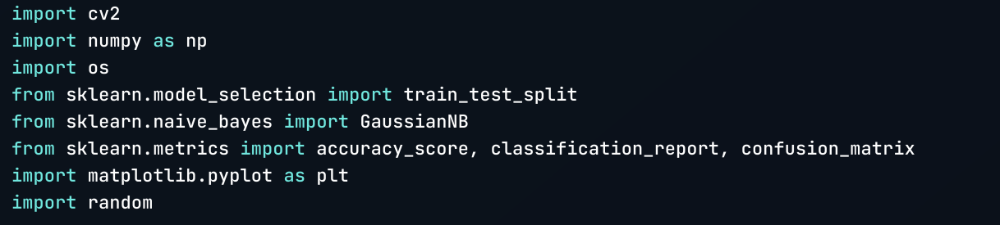 import cv2
import numpy as np
import os
from sklearn.model_selection import train_test_split
from sklearn.naive_bayes import GaussianNB
from sklearn.metrics import accuracy_score, classification_report, confusion_matrix
import matplotlib.pyplot as plt
import random